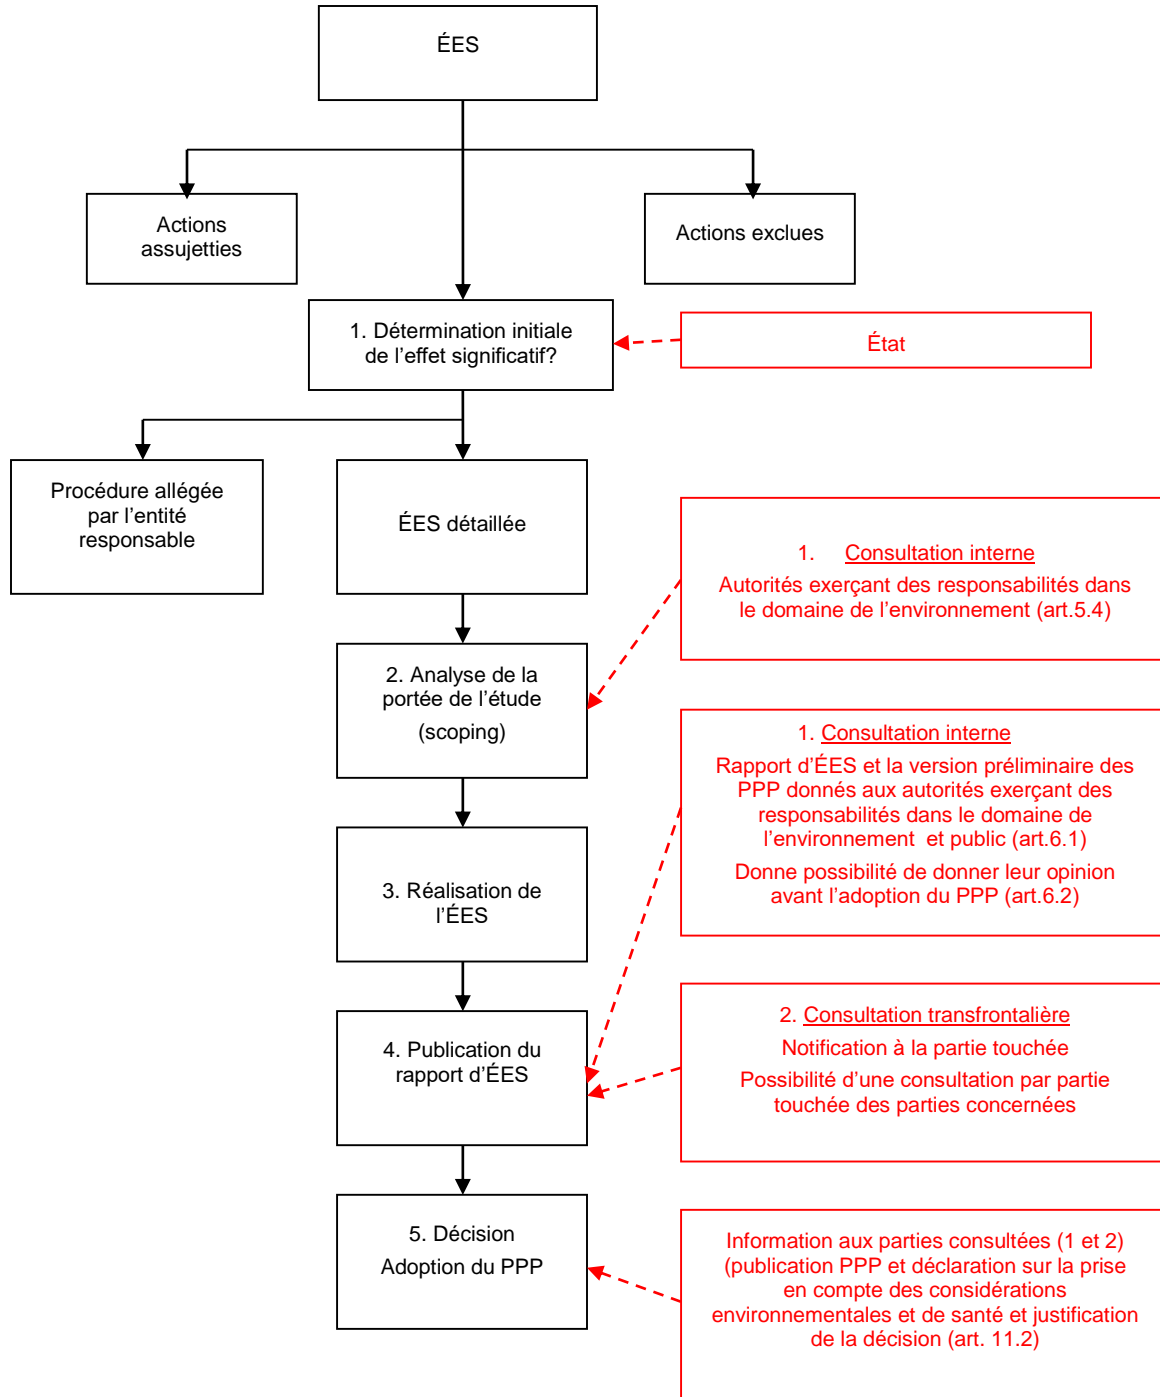 ÉES
Actions
assujetties
Actions exclues
1. Détermination initiale
de l’effet significatif?
État
Procédure allégée
par l’entité
responsable
ÉES détaillée
1. Consultation interne
Autorités exerçant des responsabilités dans
le domaine de l’environnement (art.5.4)
2. Analyse de la
portée de l’étude
(scoping)
1. Consultation interne
Rapport d’ÉES et la version préliminaire des
PPP donnés aux autorités exerçant des
responsabilités dans le domaine de
l’environnement et public (art.6.1)
Donne possibilité de donner leur opinion
avant l’adoption du PPP (art.6.2)
3. Réalisation de
l’ÉES
2. Consultation transfrontalière
Notification à la partie touchée
Possibilité d’une consultation par partie
touchée des parties concernées
4. Publication du
rapport d’ÉES
5. Décision
Adoption du PPP
Information aux parties consultées (1 et 2)
(publication PPP et déclaration sur la prise
en compte des considérations
environnementales et de santé et justification
de la décision (art. 11.2)